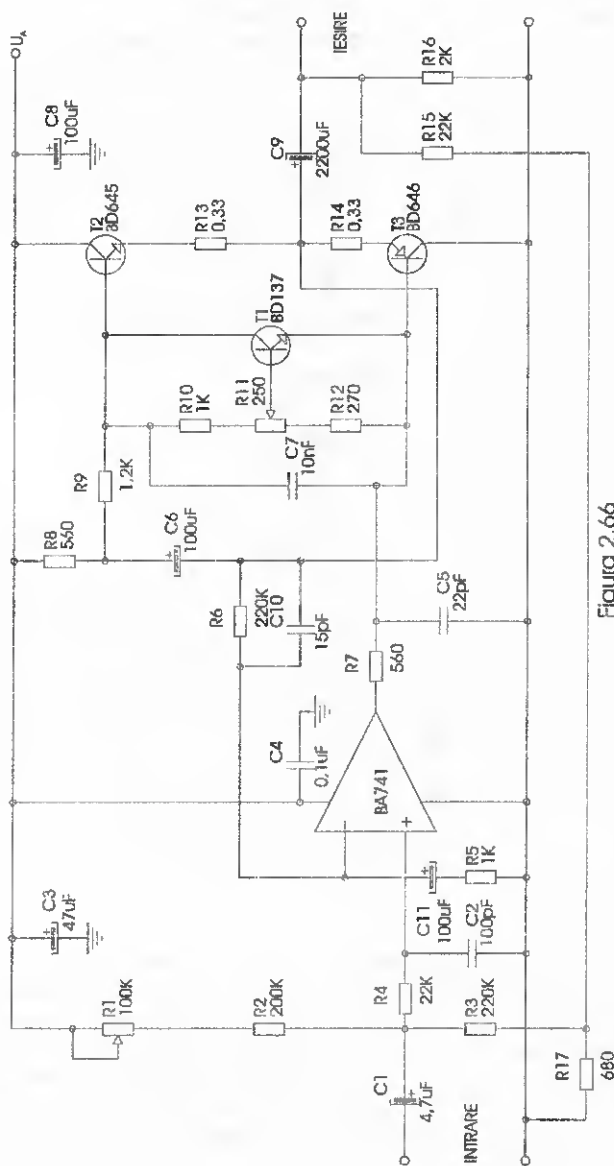 U_A
C8
100uF
IESIRE
R16
2K
R15
22K
C9
2200uF
+
T2
BD645
R13
0,33
R14
0,33
T3
BD646
T1
BD137
R10
1K
R11
250
R12
270
C7
10nF
R9
1,2K
R8
560
C6
100uF
R6
220K
C10
15pF
R7
560
C5
22pF
C4
0,1uF
BA741
C3
47uF
C11
100uF
R5
1K
C2
100pF
R1
100K
R2
200K
R4
22K
R3
220K
C1
4,7uF
INTRARE
R17
680
Figura 2.66